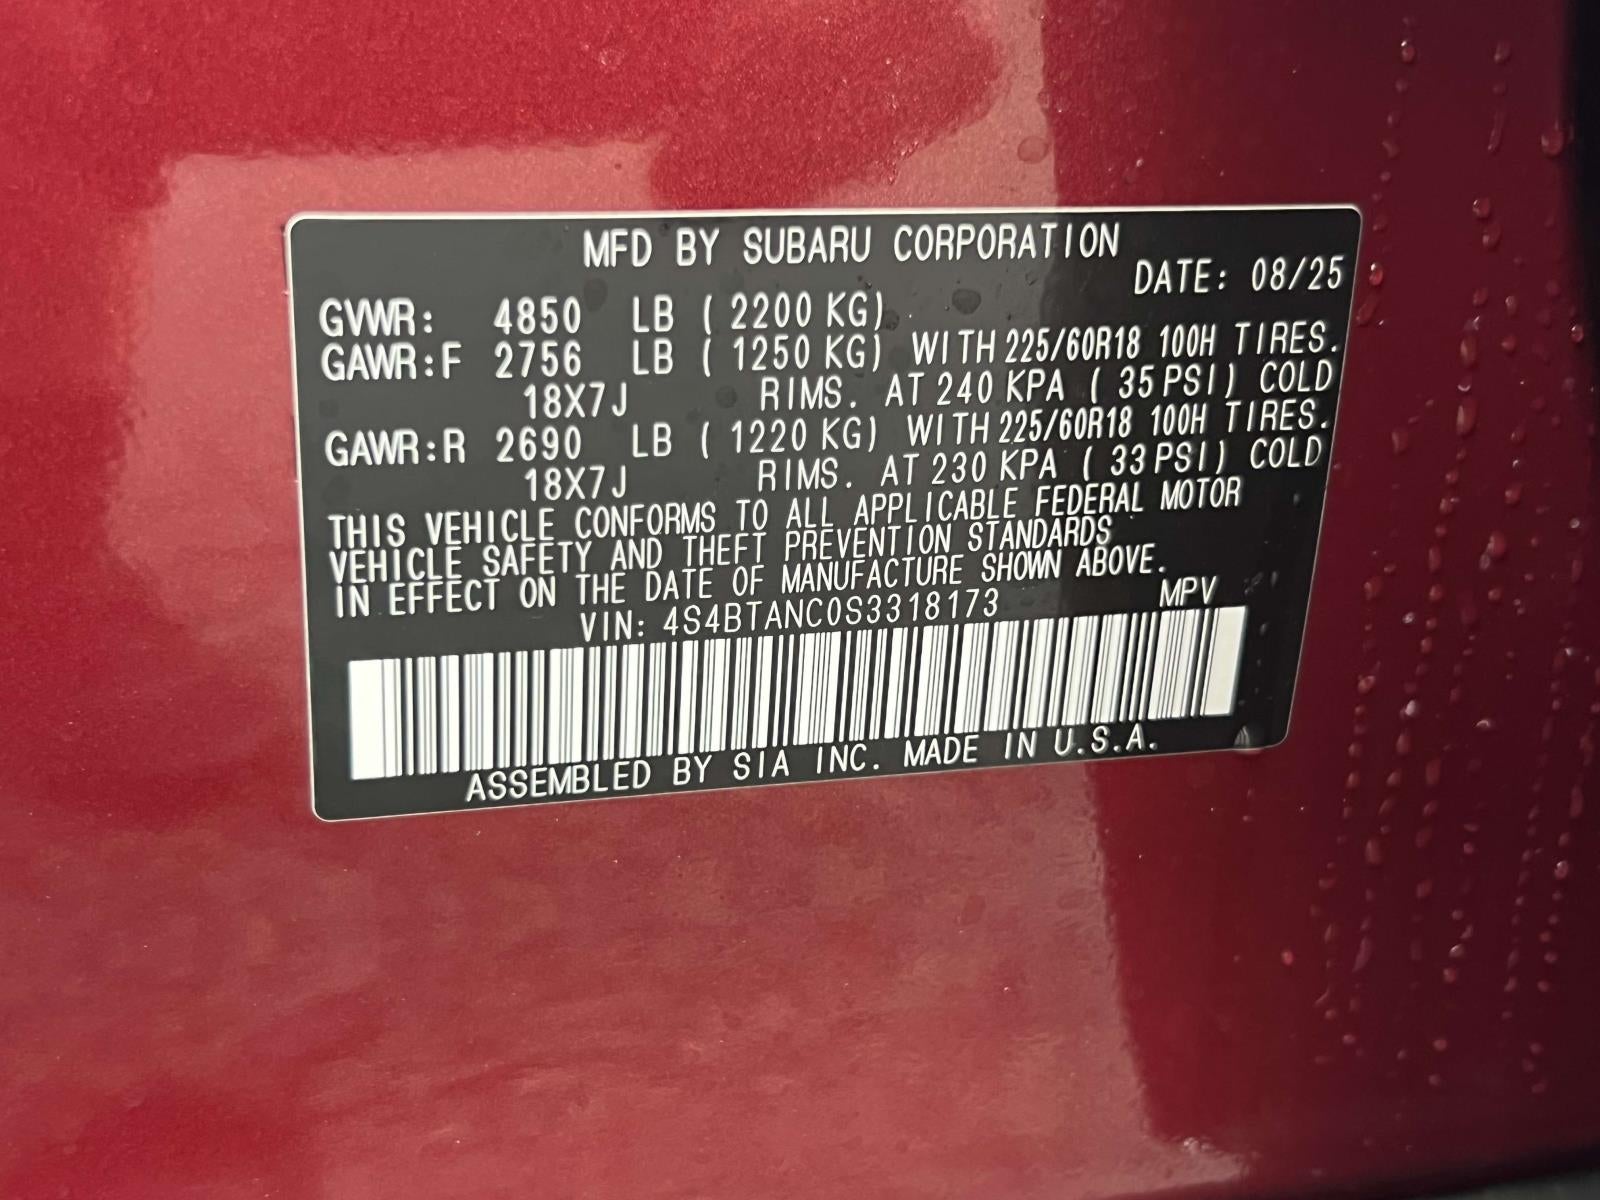 MFD BY SUBARU CORPORATION
DATE: 08/25
GVWR: 4850 LB ( 2200 KG)
GAWR:F 2756 LB ( 1250 KG) WITH 225/60R18 100H TIRES.
18X7J RIMS. AT 240 KPA ( 35 PSI) COLD
GAWR:R 2690 LB ( 1220 KG) WITH 225/60R18 100H TIRES.
18X7J RIMS. AT 230 KPA ( 33 PSI) COLD
THIS VEHICLE CONFORMS TO ALL APPLICABLE FEDERAL MOTOR
VEHICLE SAFETY AND THEFT PREVENTION STANDARDS
IN EFFECT ON THE DATE OF MANUFACTURE SHOWN ABOVE.
VIN: 4S4BTANC0S3318173 MPV
ASSEMBLED BY SIA INC. MADE IN U.S.A.